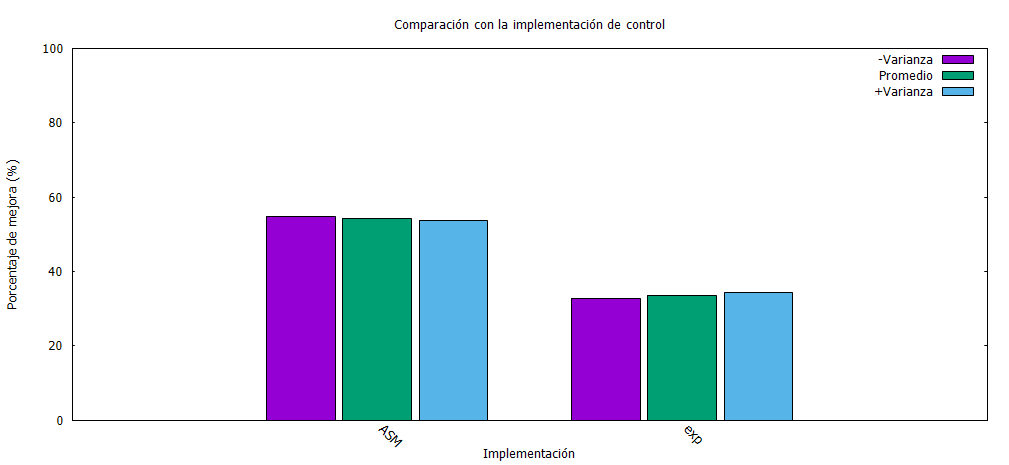 Comparación con la implementación de control
Porcentaje de mejora (%)
100
80
60
40
20
0
-Varianza
Promedio
+Varianza
ASM
exp
Implementación